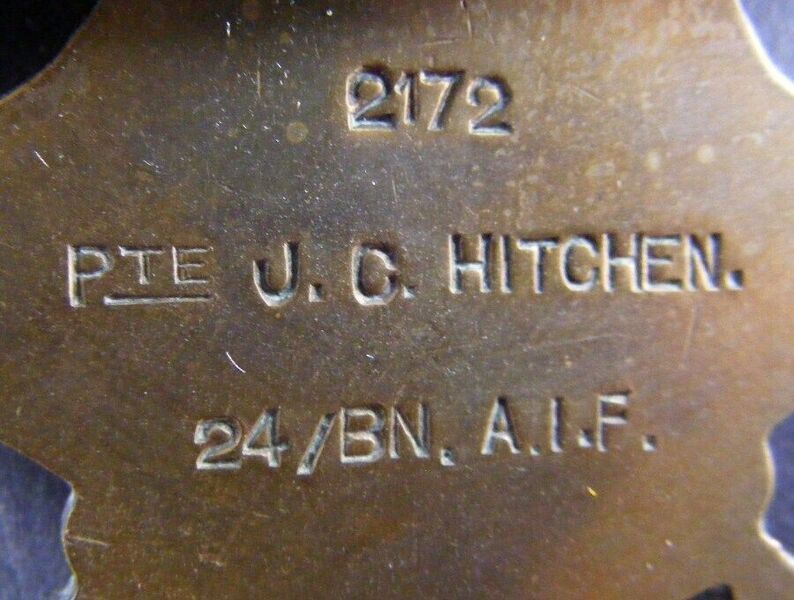 2172
PTE J. C. HITCHEN.
24/BN. A.I.F.